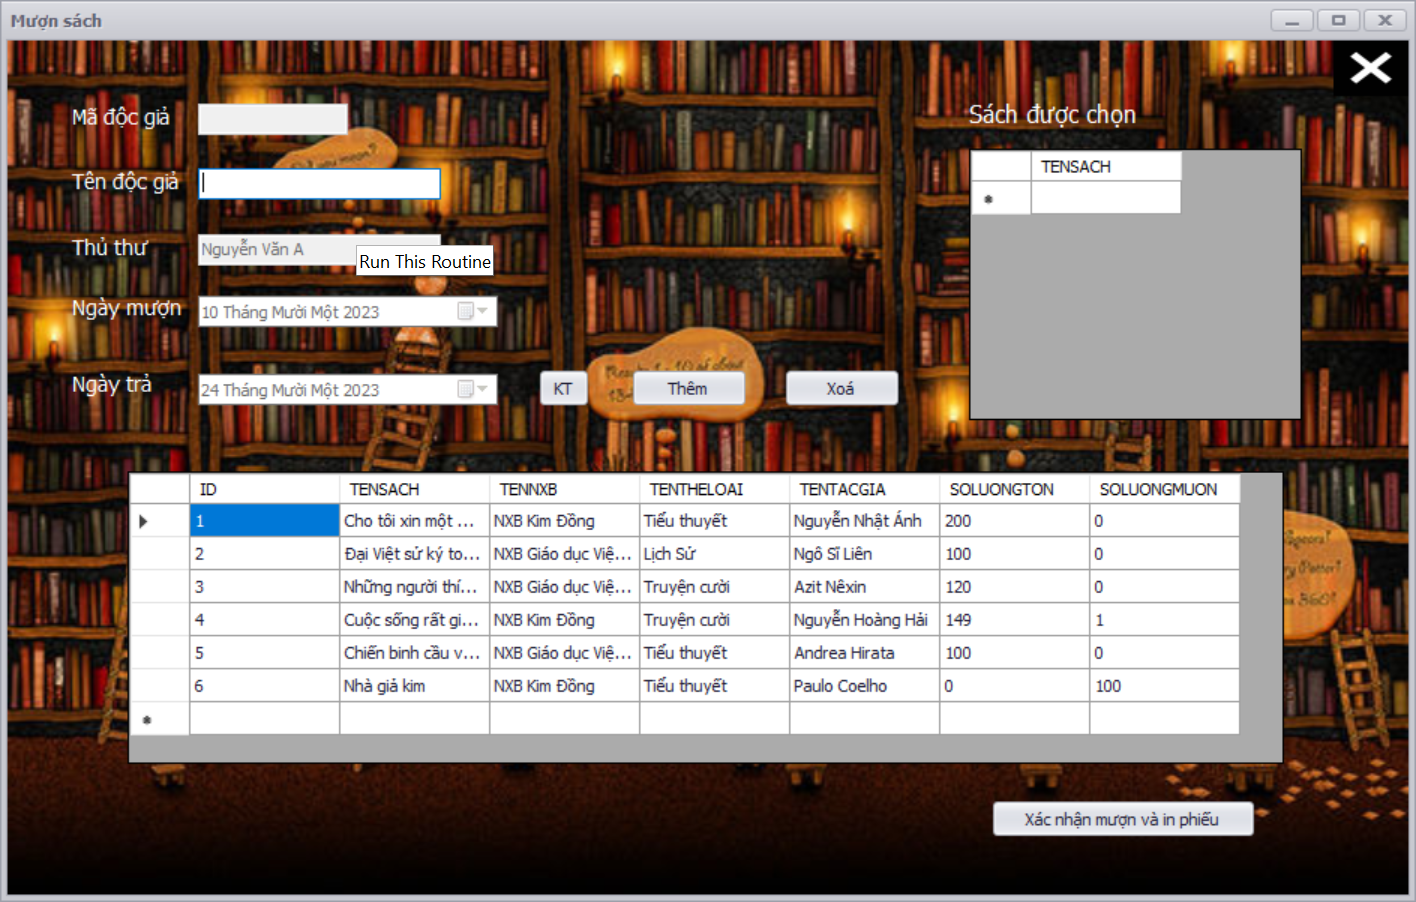 Mượn sách
Mã độc giả
Sách được chọn
TENSACH
Tên độc giả
Thủ thư
Nguyễn Văn A
Run This Routine
Ngày mượn
10 Tháng Mười Một 2023
Ngày trả
24 Tháng Mười Một 2023
KT
Thêm
Xoá
ID TENSACH TENNXB TENTHELOAI TENTACGIA SOLUONGTON SOLUONGMUON
1 Cho tôi xin một ... NXB Kim Đồng Tiểu thuyết Nguyễn Nhật Ánh 200 0
2 Đại Việt sử ký to... NXB Giáo dục Việ... Lịch Sử Ngô Sĩ Liên 100 0
3 Những người thí... NXB Giáo dục Việ... Truyện cười Azit Nêxin 120 0
4 Cuộc sống rất gi... NXB Kim Đồng Truyện cười Nguyễn Hoàng Hải 149 1
5 Chiến binh cầu v... NXB Giáo dục Việ... Tiểu thuyết Andrea Hirata 100 0
6 Nhà giả kim NXB Kim Đồng Tiểu thuyết Paulo Coelho 0 100
Xác nhận mượn và in phiếu